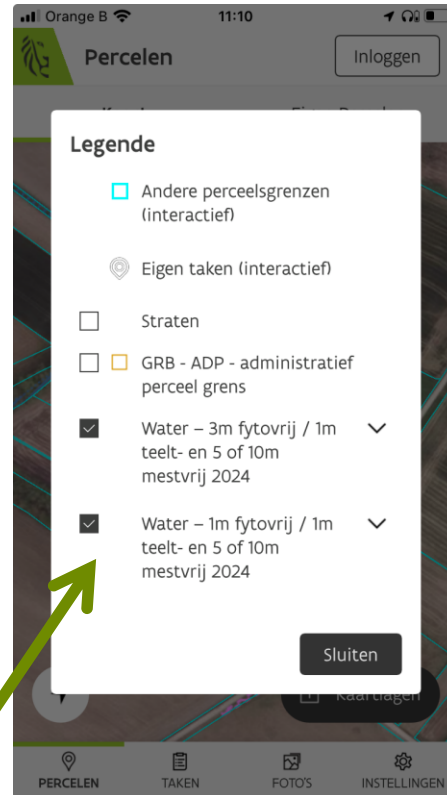 Orange B
11:10
Percelen
Inloggen
Legende
Andere perceelsgrenzen
(interactief)
Eigen taken (interactief)
Straten
GRB - ADP - administratief
perceel grens
Water – 3m fytovrij / 1m
teelt- en 5 of 10m
mestvrij 2024
Water – 1m fytovrij / 1m
teelt- en 5 of 10m
mestvrij 2024
Sluiten
Kaartlagen
PERCELEN
TAKEN
FOTO'S
INSTELLINGEN